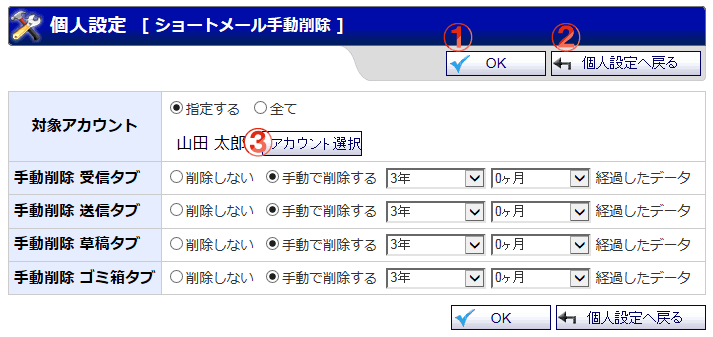 個人設定 [ ショートメール手動削除 ]
① ②
OK 個人設定へ戻る
対象アカウント 指定する 全て
山田 太郎 ③ アカウント選択
手動削除 受信タブ 削除しない 手動で削除する 3年 0ヶ月 経過したデータ
手動削除 送信タブ 削除しない 手動で削除する 3年 0ヶ月 経過したデータ
手動削除 草稿タブ 削除しない 手動で削除する 3年 0ヶ月 経過したデータ
手動削除 ゴミ箱タブ 削除しない 手動で削除する 3年 0ヶ月 経過したデータ
OK 個人設定へ戻る